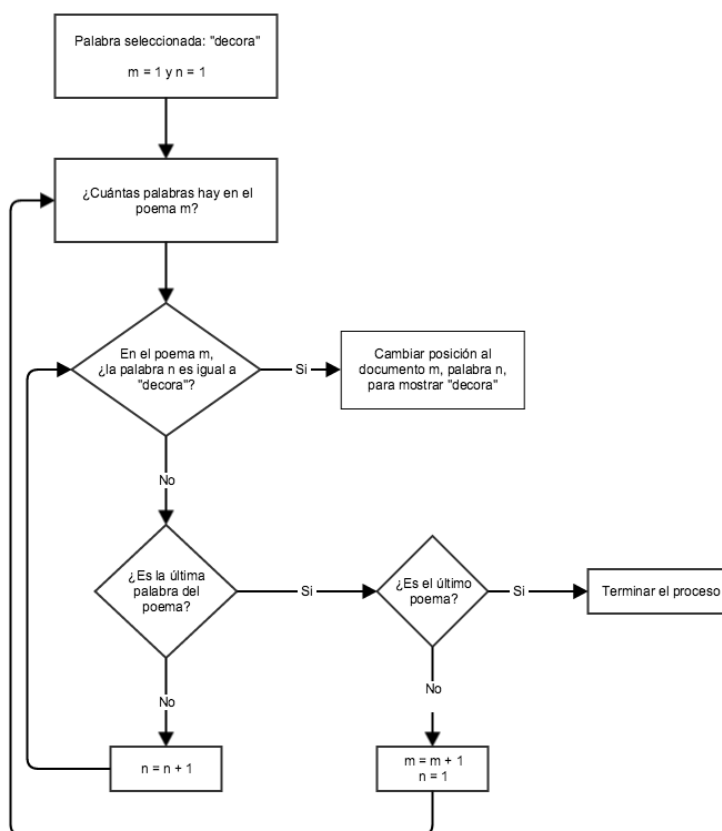 Palabra seleccionada: "decora"
m = 1 y n = 1
¿Cuántas palabras hay en el
poema m?
En el poema m,
¿la palabra n es igual a
"decora"?
Si
Cambiar posición al
documento m, palabra n,
para mostrar "decora"
No
¿Es la última
palabra del
poema?
Si
¿Es el último
poema?
Si
Terminar el proceso
No
No
n = n + 1
m = m + 1
n = 1